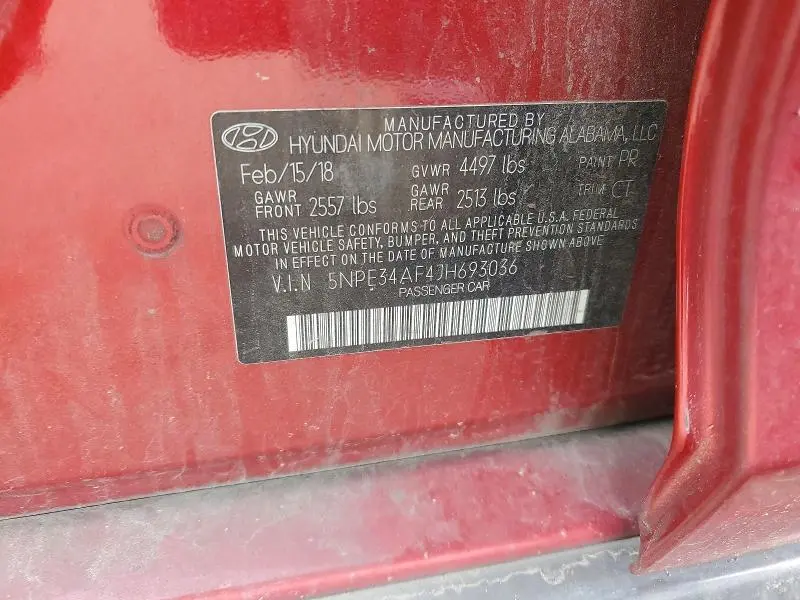 MANUFACTURED BY
HYUNDAI MOTOR MANUFACTURING ALABAMA, LLC
Feb/15/18 GVWR 4497 lbs PAINT PR
GAWR FRONT 2557 lbs GAWR REAR 2513 lbs TRIM CT
THIS VEHICLE CONFORMS TO ALL APPLICABLE U.S.A. FEDERAL
MOTOR VEHICLE SAFETY, BUMPER, AND THEFT PREVENTION STANDARDS
IN EFFECT ON THE DATE OF MANUFACTURE SHOWN ABOVE
V.I.N 5NPE34AF4JH693036
PASSENGER CAR